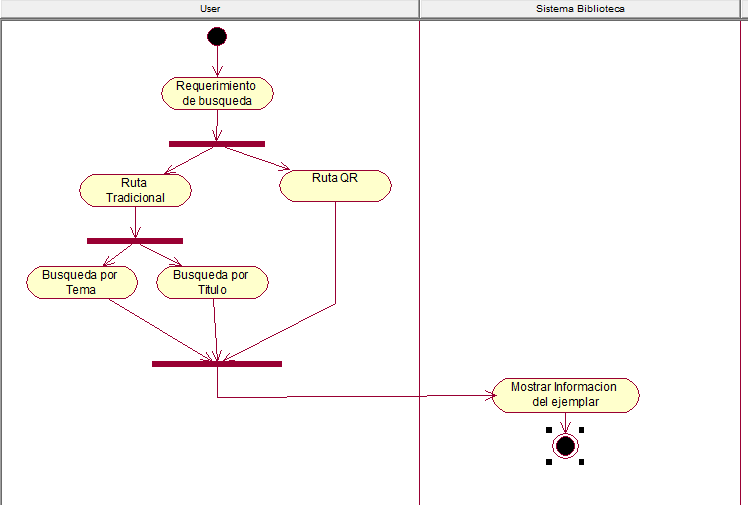 User
Sistema Biblioteca
Requerimiento
de busqueda
Ruta
Tradicional
Ruta QR
Busqueda por
Tema
Busqueda por
Titulo
Mostrar Informacion
del ejemplar